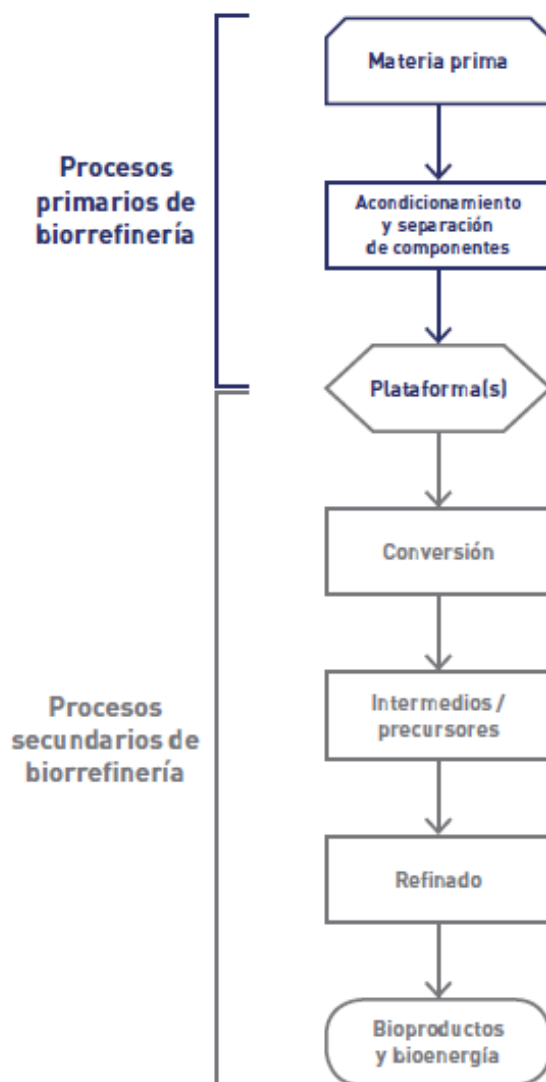 Materia prima
Procesos
primarios de
biorrefinería
Acondicionamiento
y separación
de componentes
Plataforma(s)
Conversión
Procesos
secundarios de
biorrefinería
Intermedios /
precursores
Refinado
Bioproductos
y bioenergía